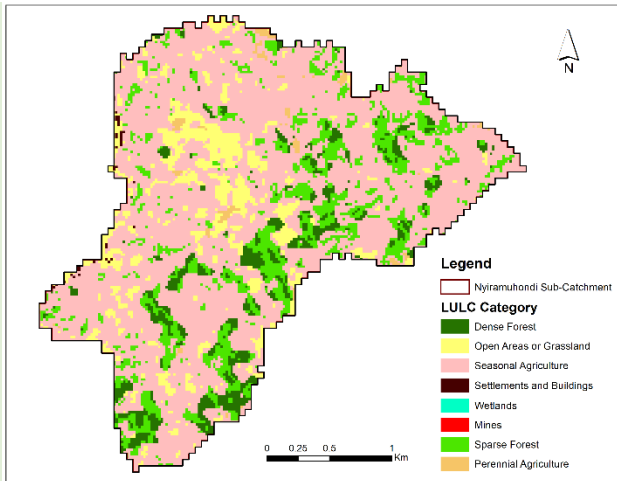 N
Legend
Nyiramuhondi Sub-Catchment
LULC Category
Dense Forest
Open Areas or Grassland
Seasonal Agriculture
Settlements and Buildings
Wetlands
Mines
Sparse Forest
Perennial Agriculture
0 0.25 0.5 1
Km